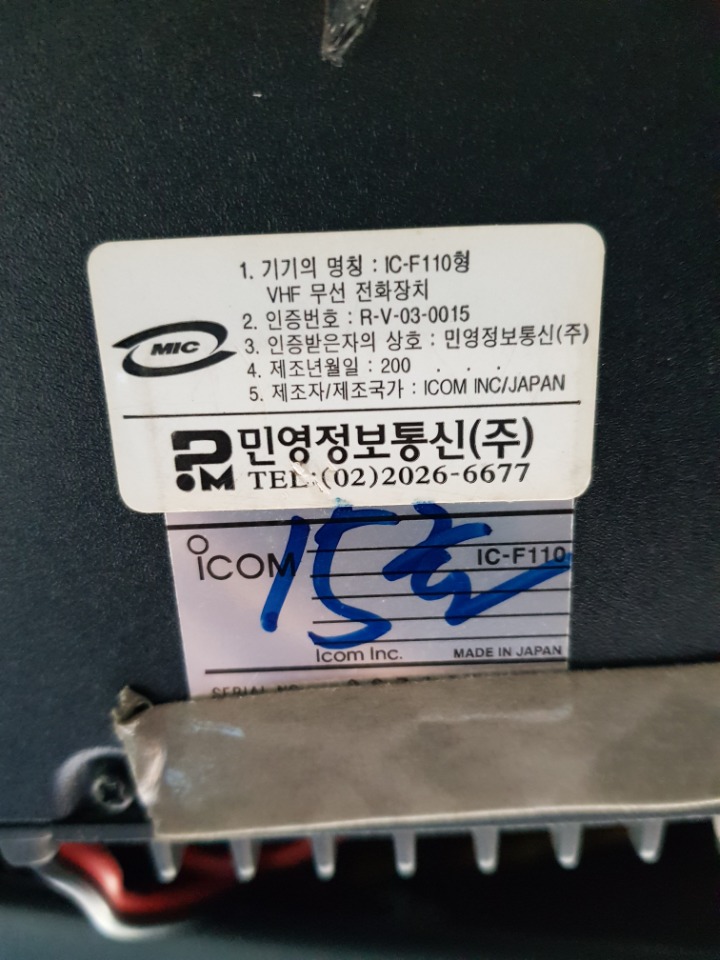 1. 기기의 명칭 : IC-F110형
VHF 무선 전화장치
2. 인증번호 : R-V-03-0015
MIC
3. 인증받은자의 상호 : 민영정보통신(주)
4. 제조년월일 : 200 . . .
5. 제조자/제조국가 : ICOM INC/JAPAN
민영정보통신(주)
TEL:(02)2026-6677
ICOM
IC-F110
15
Icom Inc.
MADE IN JAPAN
SERIAL NO.